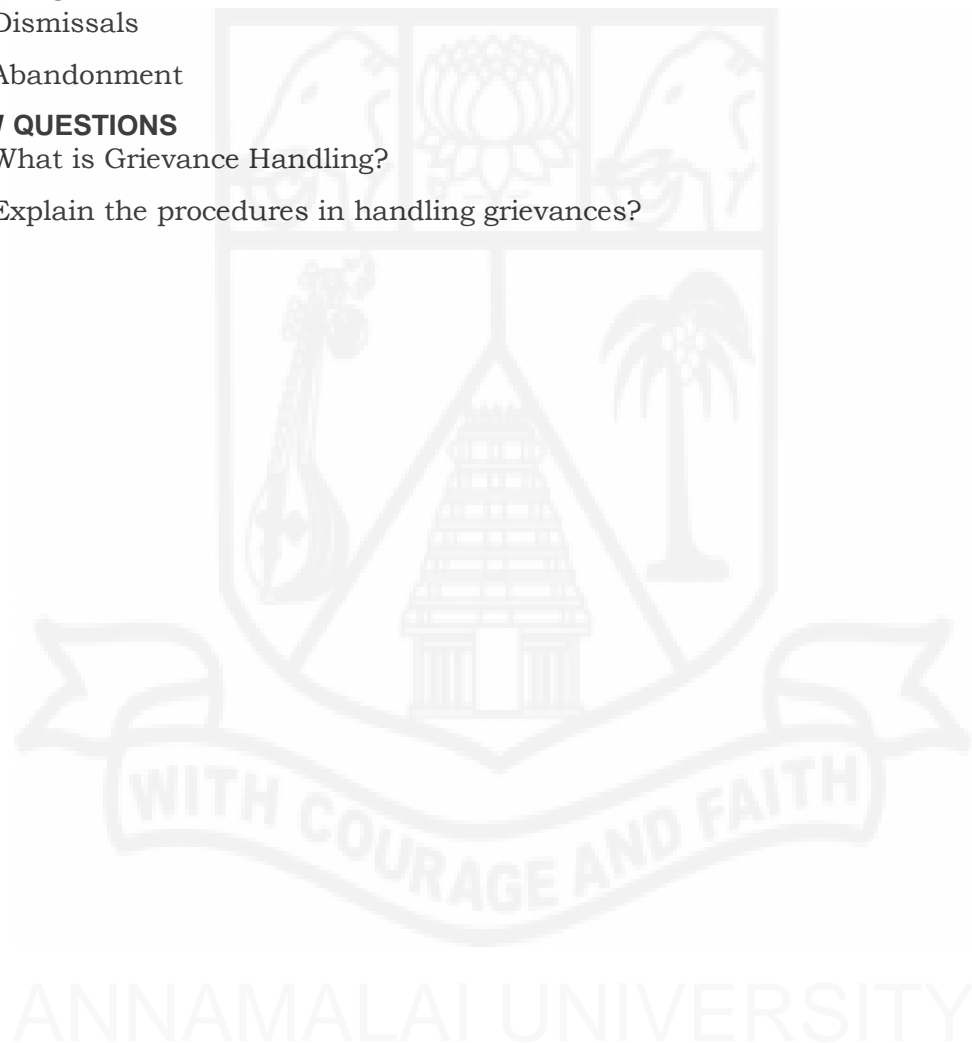 Dismissals
Abandonment
QUESTIONS
What is Grievance Handling?
Explain the procedures in handling grievances?
WITH COURAGE AND FAITH
ANNAMALAI UNIVERSITY